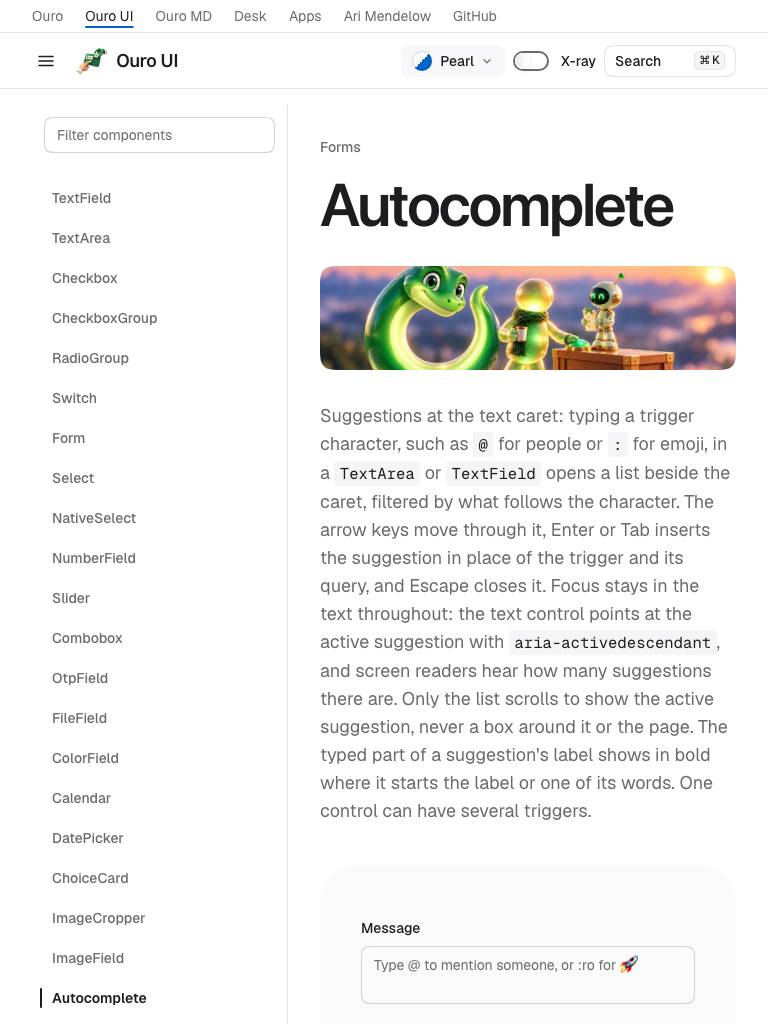 Ouro
Ouro UI
Ouro MD
Desk
Apps
Ari Mendelow
GitHub
Ouro UI
Pearl
X-ray
Search
⌘ K
Filter components
TextField
TextArea
Checkbox
CheckboxGroup
RadioGroup
Switch
Form
Select
NativeSelect
NumberField
Slider
Combobox
OtpField
FileField
ColorField
Calendar
DatePicker
ChoiceCard
ImageCropper
ImageField
Autocomplete
Forms
Autocomplete
Suggestions at the text caret: typing a trigger
character, such as @ for people or : for emoji, in
a TextArea or TextField opens a list beside the
caret, filtered by what follows the character. The
arrow keys move through it, Enter or Tab inserts
the suggestion in place of the trigger and its
query, and Escape closes it. Focus stays in the
text throughout: the text control points at the
active suggestion with aria-activedescendant,
and screen readers hear how many suggestions
there are. Only the list scrolls to show the active
suggestion, never a box around it or the page. The
typed part of a suggestion's label shows in bold
where it starts the label or one of its words. One
control can have several triggers.
Message
Type @ to mention someone, or :ro for 🚀